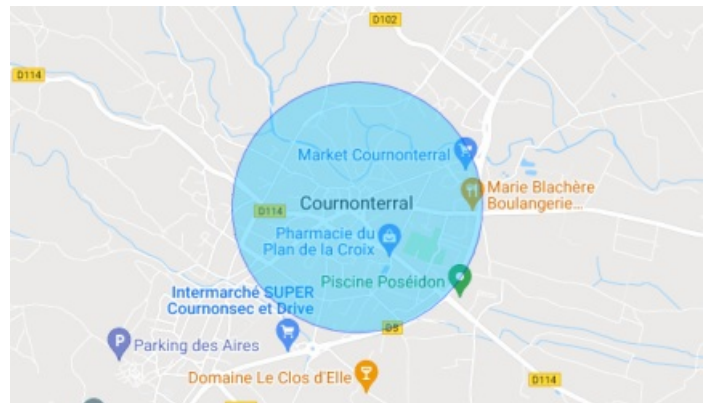 D102
D114
Market Cournonterral
Marie Blachère
Boulangerie...
Cournonterral
D114
Pharmacie du
Plan de la Croix
Piscine Poséidon
Intermarché SUPER
Cournonsec et Drive
D5
P
Parking des Aires
Domaine Le Clos d'Elle
D114